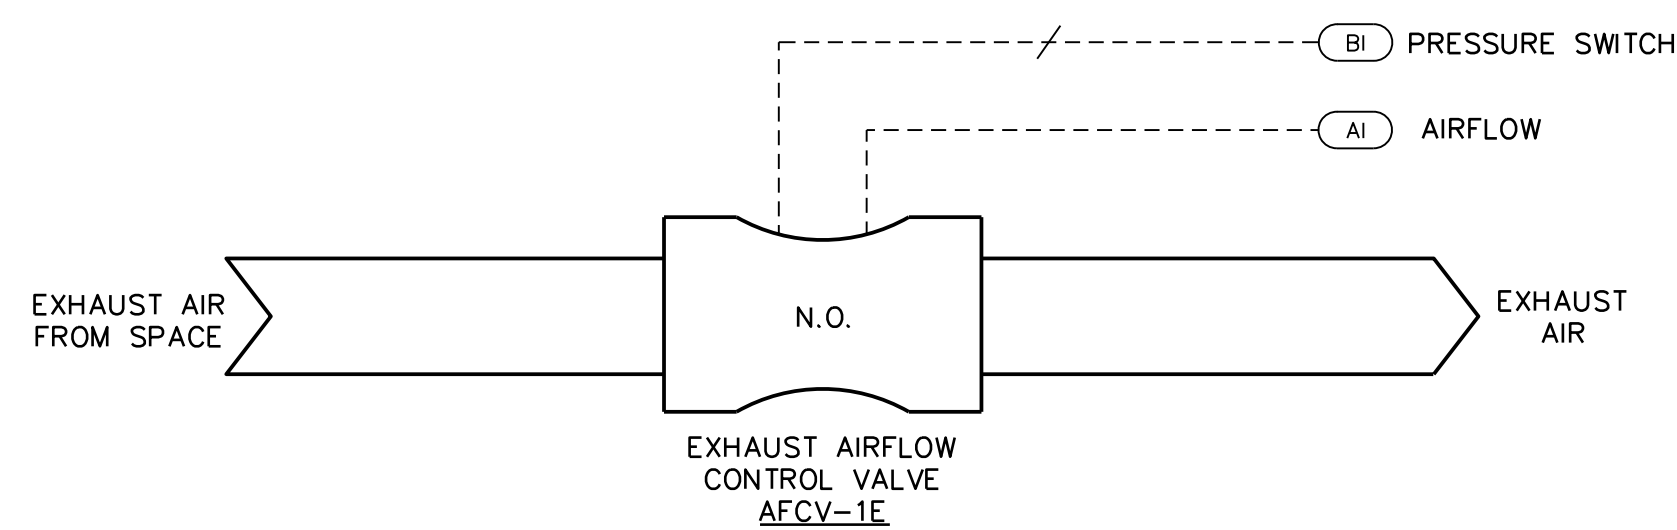 BI PRESSURE SWITCH
AI AIRFLOW
EXHAUST AIR
FROM SPACE
N.O.
EXHAUST
AIR
EXHAUST AIRFLOW
CONTROL VALVE
AFCV-1E